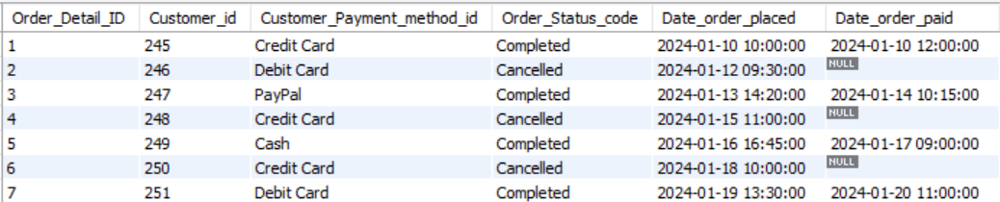 Order_Detail_ID Customer_id Customer_Payment_method_id Order_Status_code Date_order_placed Date_order_paid
1 245 Credit Card Completed 2024-01-10 10:00:00 2024-01-10 12:00:00
2 246 Debit Card Cancelled 2024-01-12 09:30:00 NULL
3 247 PayPal Completed 2024-01-13 14:20:00 2024-01-14 10:15:00
4 248 Credit Card Cancelled 2024-01-15 11:00:00 NULL
5 249 Cash Completed 2024-01-16 16:45:00 2024-01-17 09:00:00
6 250 Credit Card Cancelled 2024-01-18 10:00:00 NULL
7 251 Debit Card Completed 2024-01-19 13:30:00 2024-01-20 11:00:00